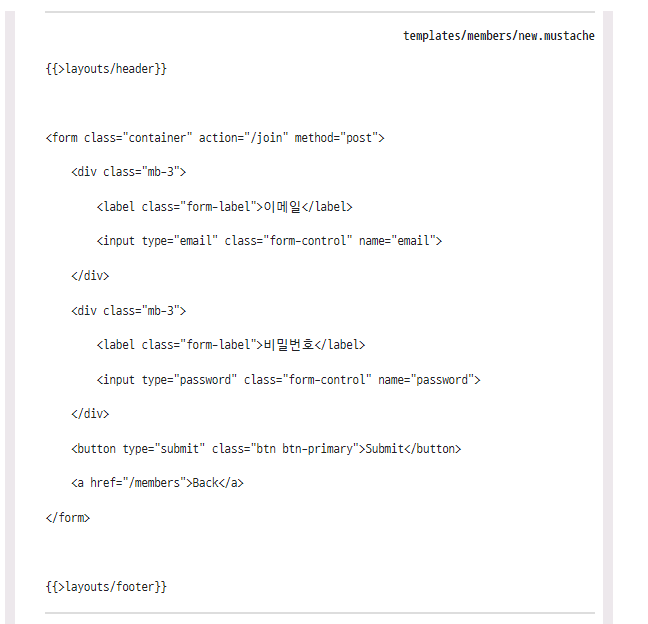 templates/members/new.mustache
{{>layouts/header}}
<form class="container" action="/join" method="post">
<div class="mb-3">
<label class="form-label">이메일</label>
<input type="email" class="form-control" name="email">
</div>
<div class="mb-3">
<label class="form-label">비밀번호</label>
<input type="password" class="form-control" name="password">
</div>
<button type="submit" class="btn btn-primary">Submit</button>
<a href="/members">Back</a>
</form>
{{>layouts/footer}}